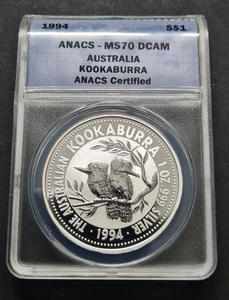 1994 S$1
ANACS - MS70 DCAM
AUSTRALIA
KOOKABURRA
ANACS Certified
THE AUSTRALIAN KOOKABURRA 1 OZ 999 SILVER
·1994·